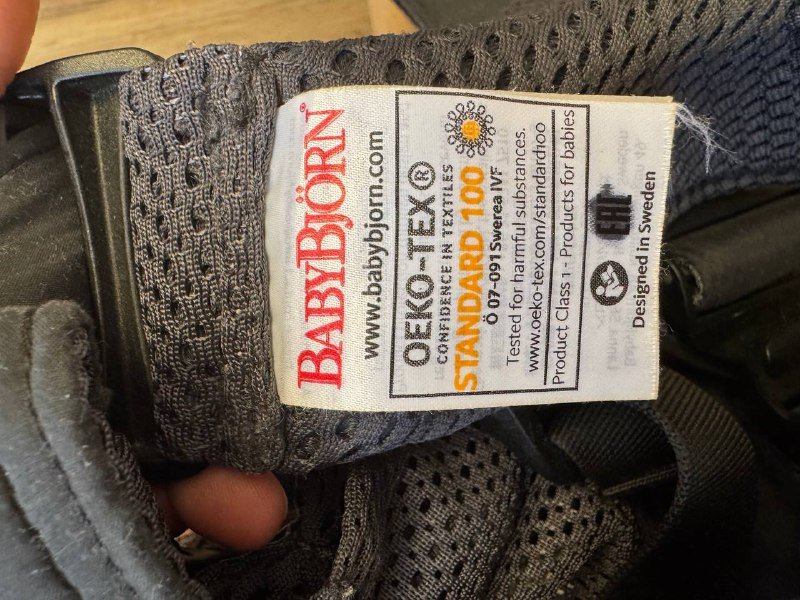 BABYBJÖRN®
www.babybjorn.com
OEKO-TEX®
CONFIDENCE IN TEXTILES
STANDARD 100
Ö 07-091 Swerea IVF
Tested for harmful substances.
www.oeko-tex.com/standard100
Product Class 1 - Products for babies
EAC
Designed in Sweden